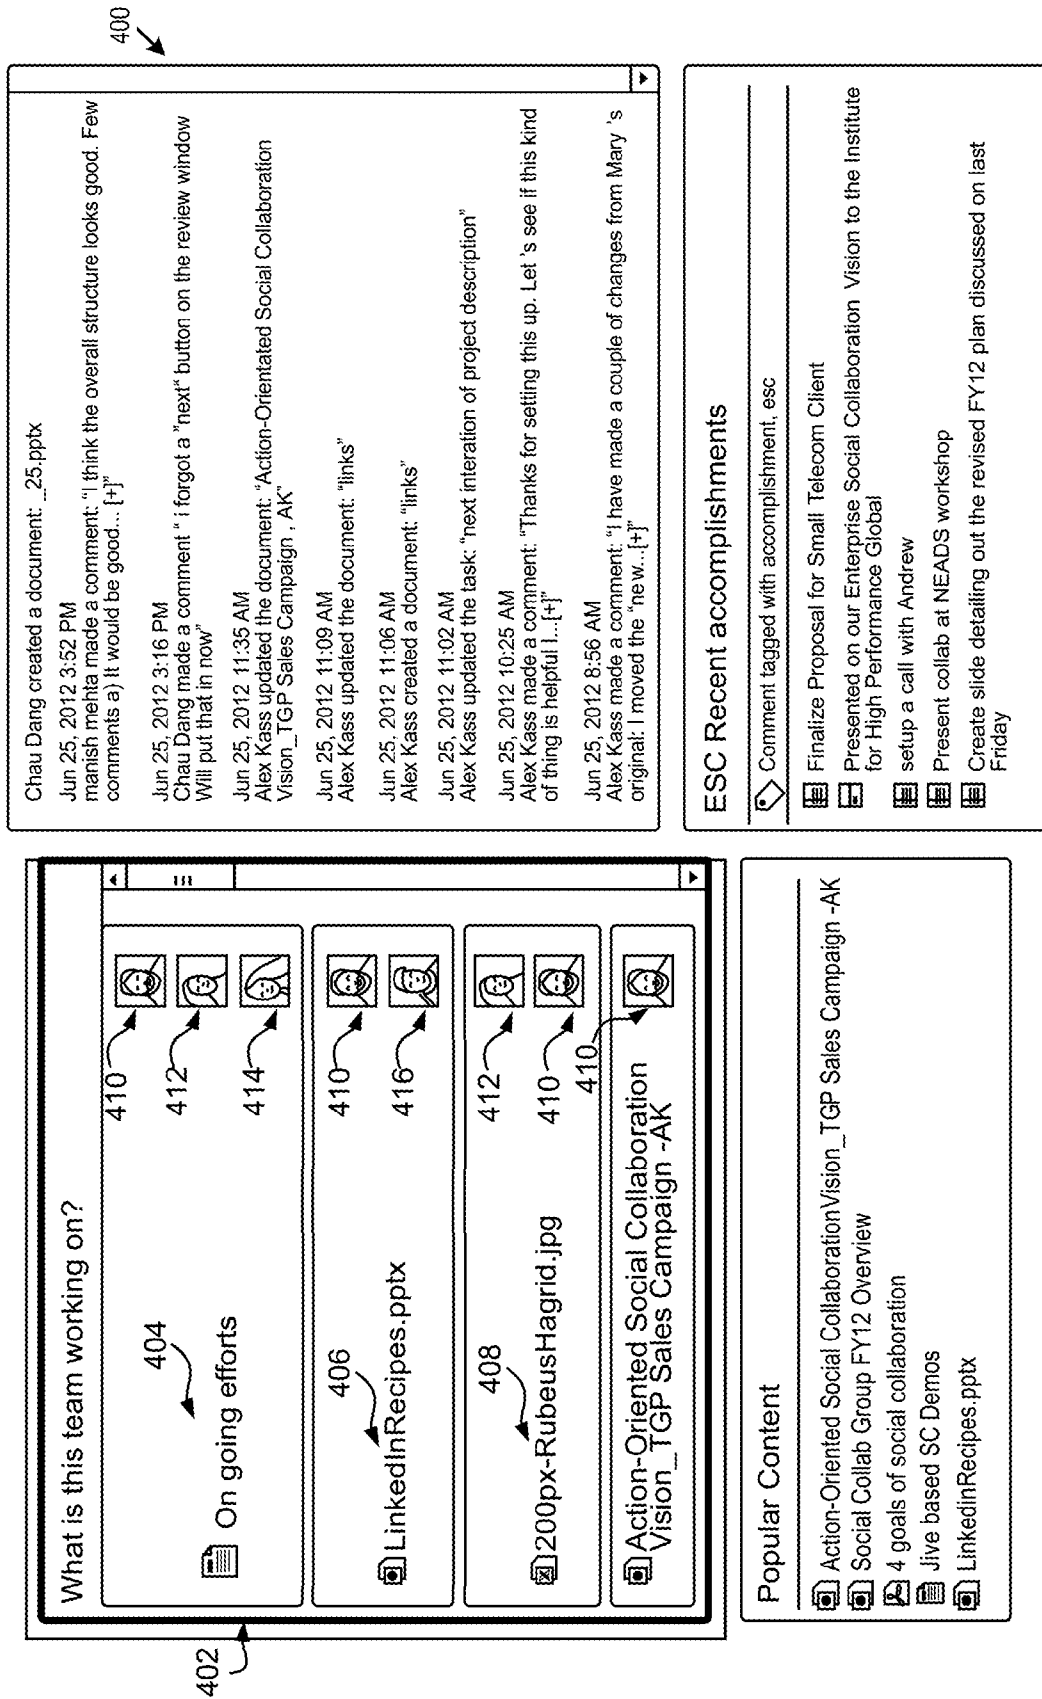 400
402
What is this team working on?
404
On going efforts
410
412
414
406
LinkedInRecipes.pptx
410
416
408
200px-RubeusHagrid.jpg
412
410
410
Action-Oriented Social Collaboration
Vision_TGP Sales Campaign -AK
Popular Content
Action-Oriented Social CollaborationVision_TGP Sales Campaign -AK
Social Collab Group FY12 Overview
4 goals of social collaboration
Jive based SC Demos
LinkedinRecipes.pptx
Chau Dang created a document: _25.pptx
Jun 25, 2012 3:52 PM
manish mehta made a comment: “I think the overall structure looks good. Few
comments a) It would be good... [+]”
Jun 25, 2012 3:16 PM
Chau Dang made a comment “ i forgot a ”next“ button on the review window
Will put that in now”
Jun 25, 2012 11:35 AM
Alex Kass updated the document: “Action-Orientated Social Collaboration
Vision_TGP Sales Campaign , AK”
Jun 25, 2012 11:09 AM
Alex Kass updated the document: “links”
Jun 25, 2012 11:06 AM
Alex Kass created a document: “links”
Jun 25, 2012 11:02 AM
Alex Kass updated the task: “next interation of project description”
Jun 25, 2012 10:25 AM
Alex Kass made a comment: “Thanks for setting this up. Let ’s see if this kind
of thing is helpful I...[+]”
Jun 25, 2012 8:56 AM
Alex Kass made a comment: “I have made a couple of changes from Mary ’s
original: I moved the “new...[+]”
ESC Recent accomplishments
Comment tagged with accomplishment, esc
Finalize Proposal for Small Telecom Client
Presented on our Enterprise Social Collaboration Vision to the Institute
for High Performance Global
setup a call with Andrew
Present collab at NEADS workshop
Create slide detailing out the revised FY12 plan discussed on last
Friday